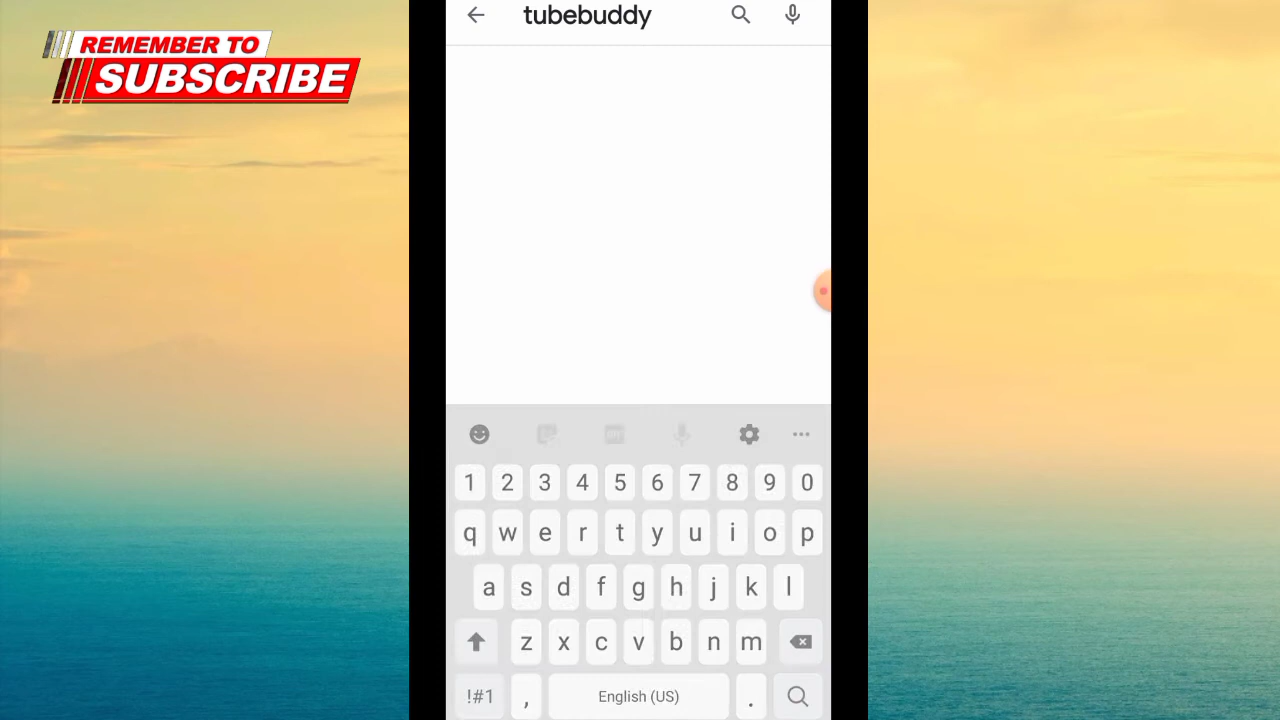 REMEMBER TO
SUBSCRIBE
tubebuddy
1 2 3 4 5 6 7 8 9 0
q w e r t y u i o p
a s d f g h j k l
z x c v b n m
!#1 , English (US) .